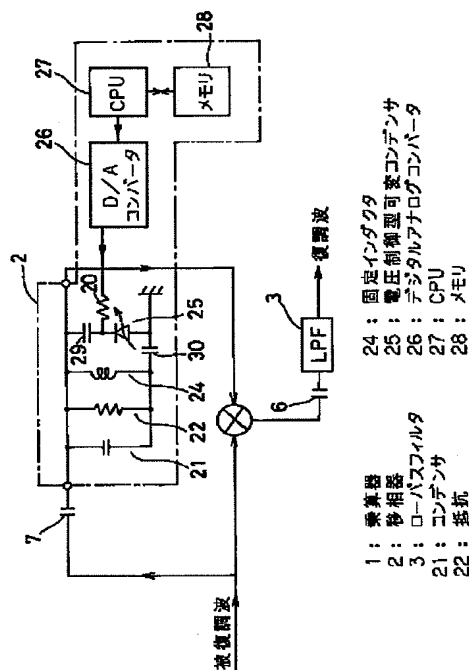 2
26
27
28
D/A
コンバータ
CPU
メモリ
20
29
25
30
24
22
21
7
3
LPF
復調波
6
被復調波
1：乗算器
2：移相器
3：ローパスフィルタ
21：コンデンサ
22：抵抗
24：固定インダクタ
25：電圧制御型可変コンデンサ
26：デジタルアナログコンバータ
27：CPU
28：メモリ